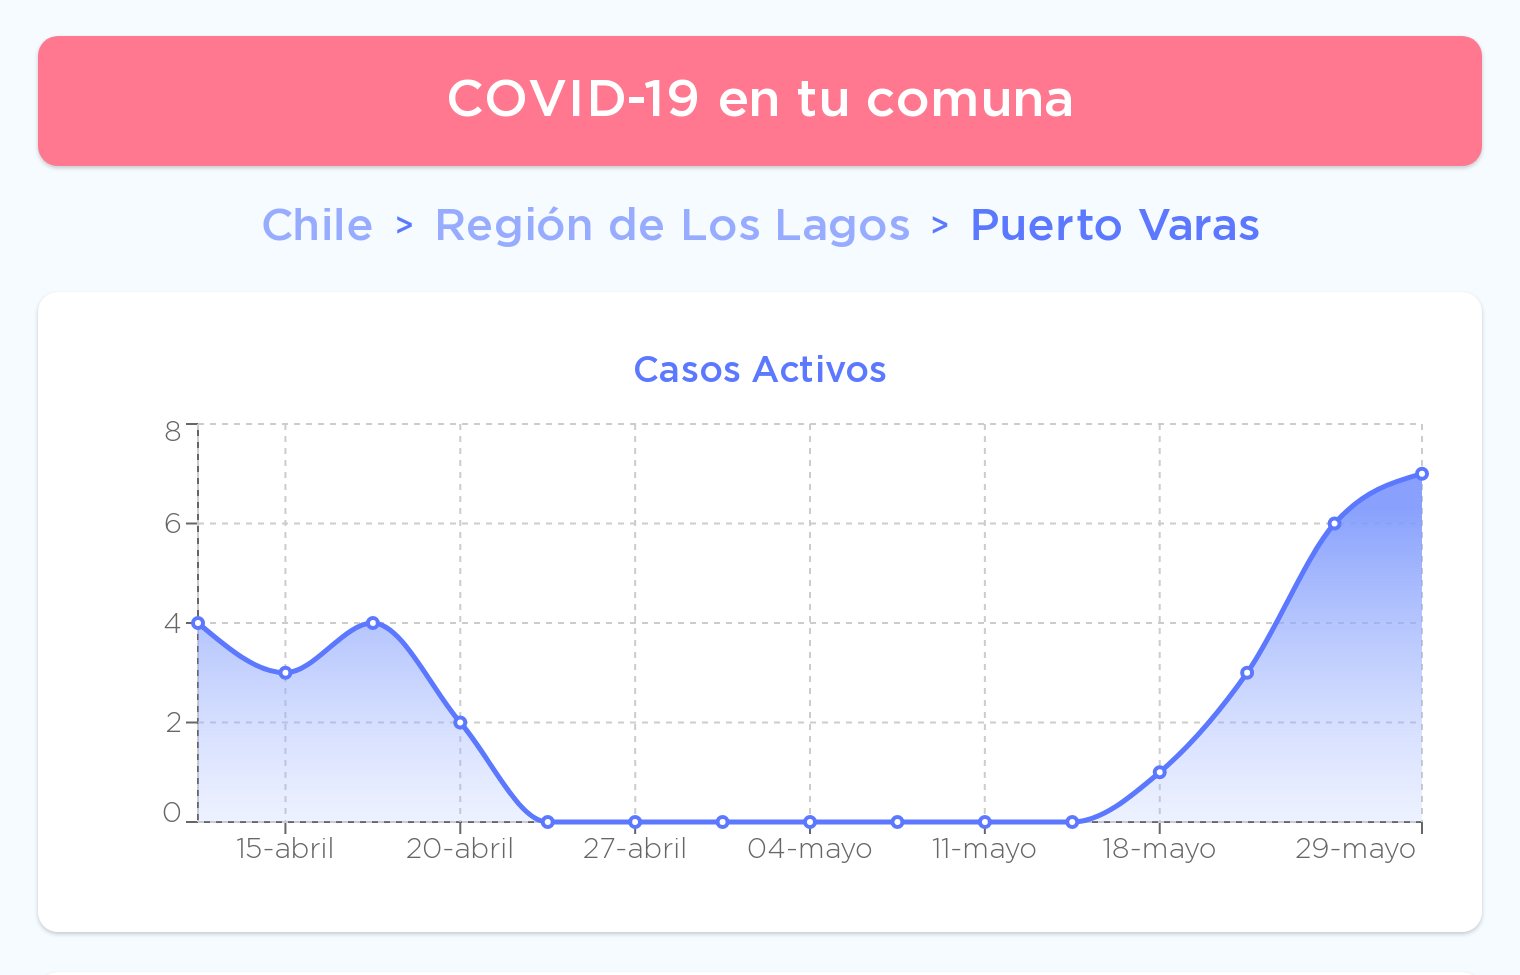 COVID-19 en tu comuna
Chile > Región de Los Lagos > Puerto Varas
Casos Activos
8
6
4
2
0
15-abril 20-abril 27-abril 04-mayo 11-mayo 18-mayo 29-mayo